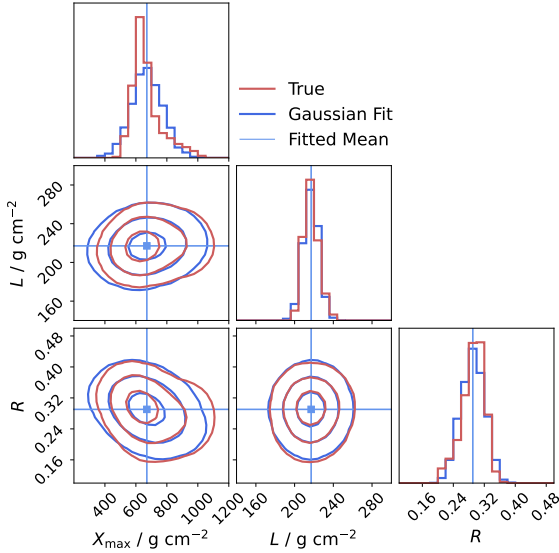 True
Gaussian Fit
Fitted Mean
280
240
200
160
L / g cm⁻²
0.48
0.40
0.32
0.24
0.16
R
400
600
800
1000
1200
X_max / g cm⁻²
160
200
240
280
L / g cm⁻²
0.16
0.24
0.32
0.40
0.48
R